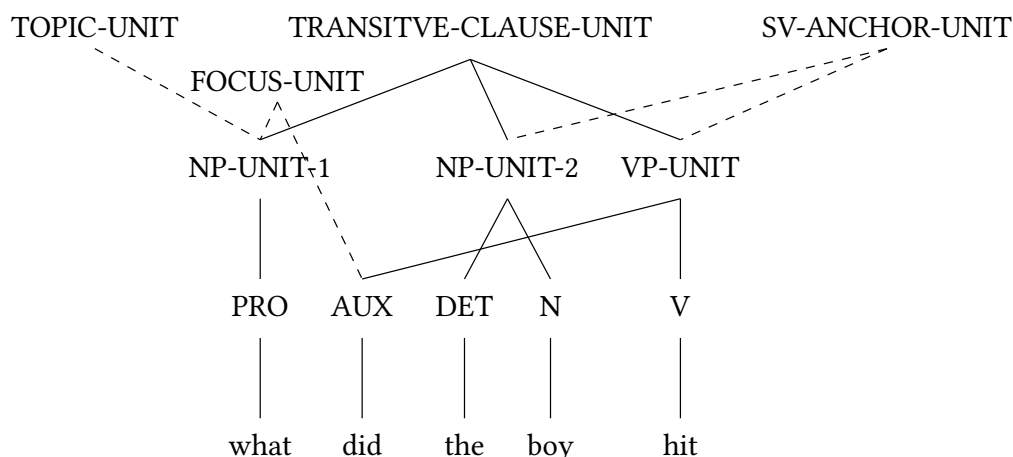 TOPIC-UNIT TRANSITVE-CLAUSE-UNIT SV-ANCHOR-UNIT
FOCUS-UNIT
NP-UNIT-1 NP-UNIT-2 VP-UNIT
PRO AUX DET N V
what did the boy hit